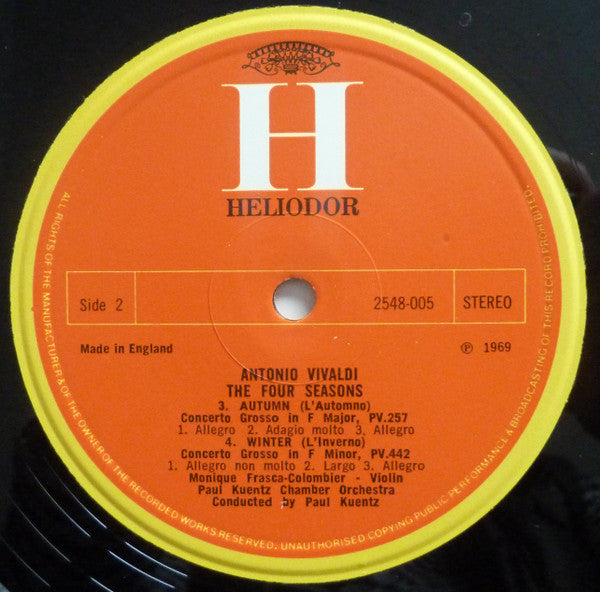 H
HELIODOR
Side 2
2548-005
STEREO
Made in England
℗ 1969
ANTONIO VIVALDI
THE FOUR SEASONS
3. AUTUMN (L'Automno)
Concerto Grosso in F Major, PV.257
1. Allegro 2. Adagio molto 3. Allegro
4. WINTER (L'Inverno)
Concerto Grosso in F Minor, PV.442
1. Allegro non molto 2. Largo 3. Allegro
Monique Frasca-Colombier - Violin
Paul Kuentz Chamber Orchestra
Conducted by Paul Kuentz
ALL RIGHTS OF THE MANUFACTURER & OF THE OWNER OF THE RECORDED WORKS RESERVED. UNAUTHORISED COPYING PUBLIC PERFORMANCE & BROADCASTING OF THIS RECORD PROHIBITED.